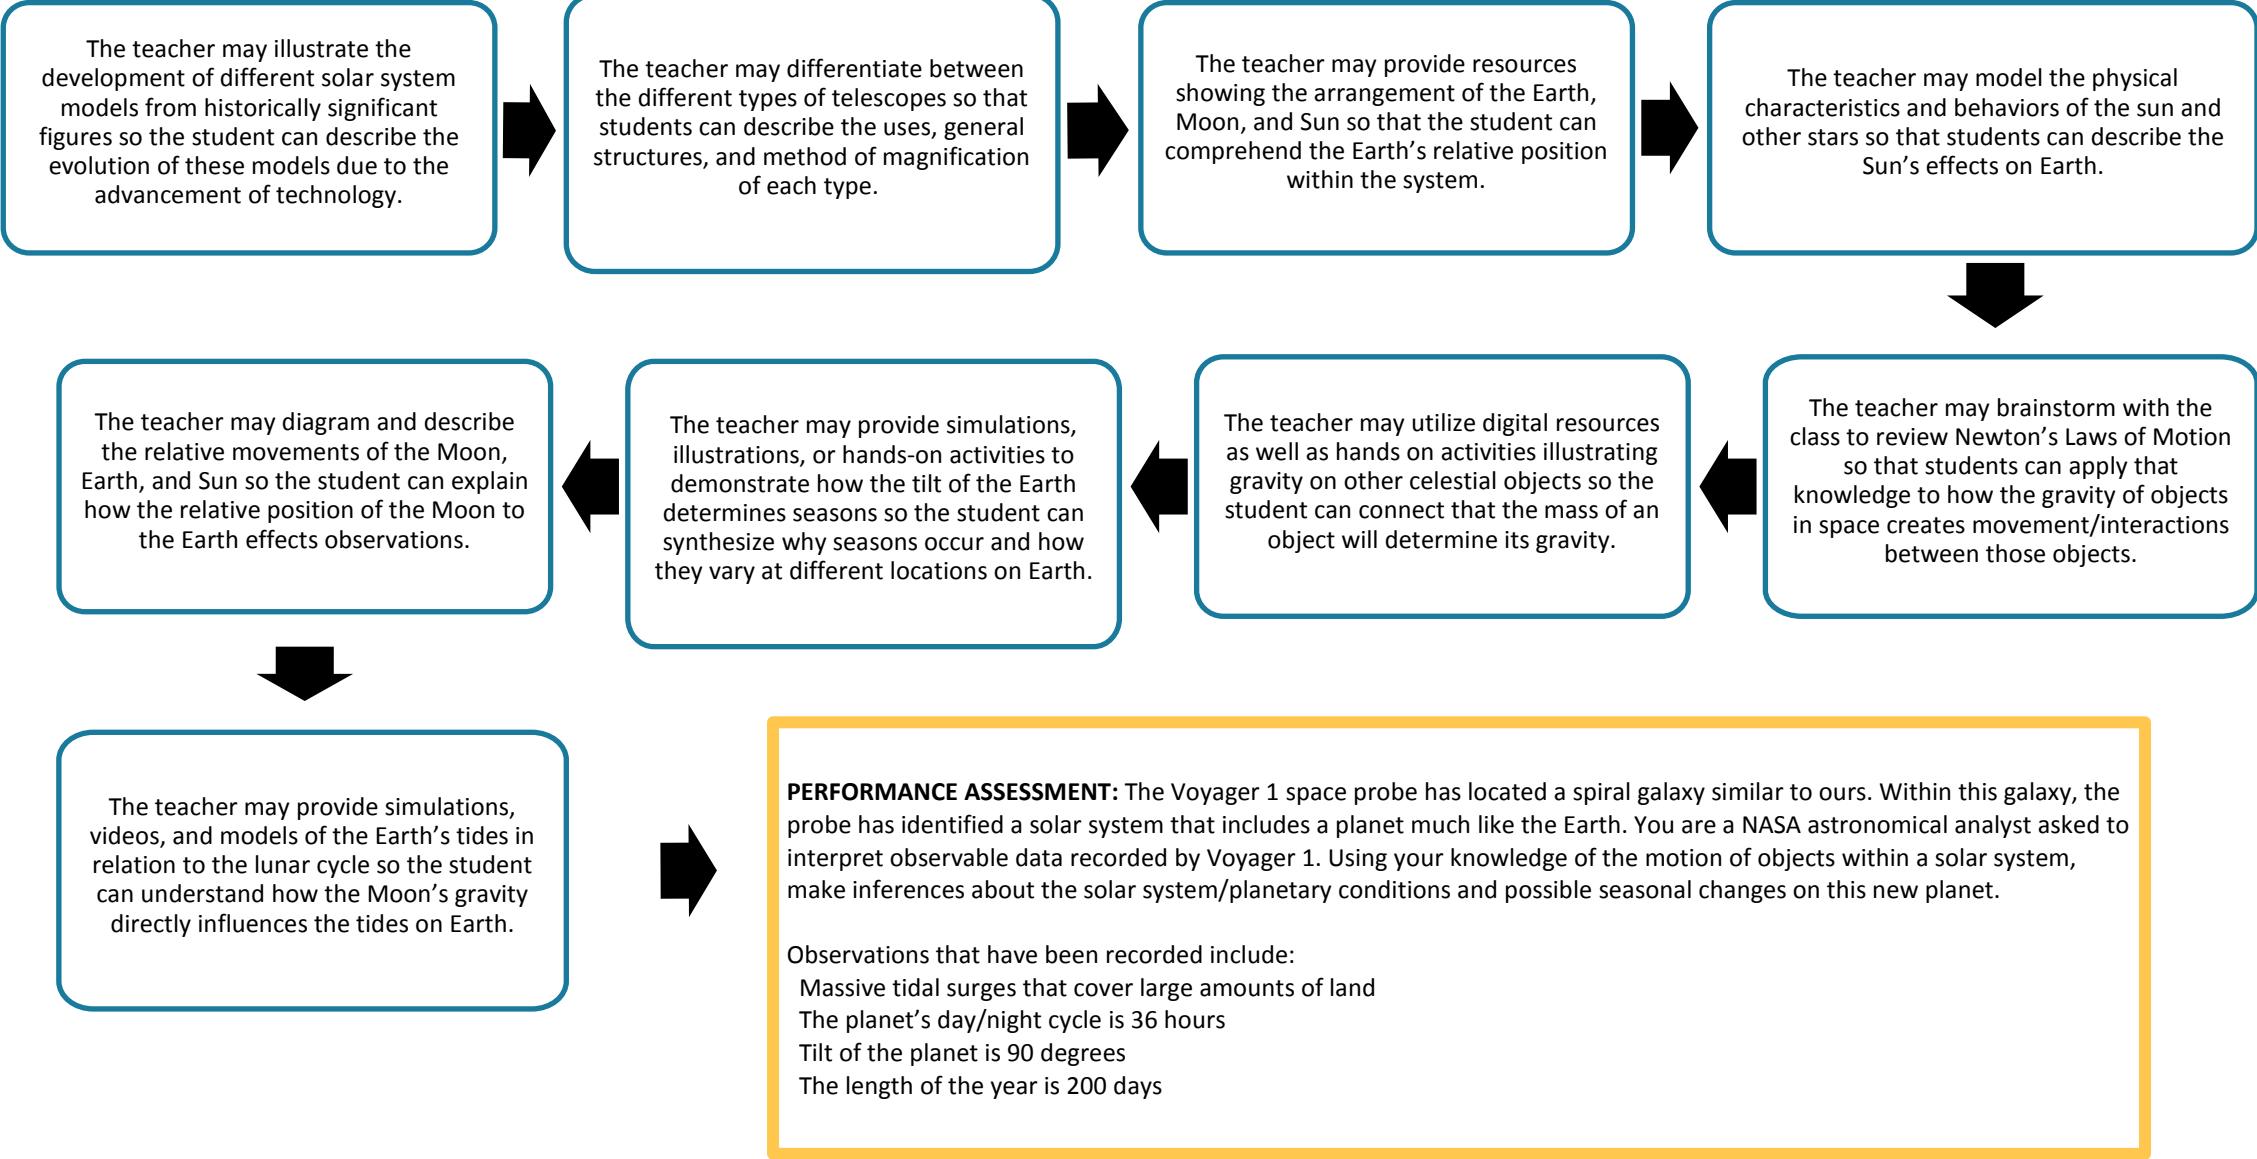 The teacher may illustrate the
development of different solar system
models from historically significant
figures so the student can describe the
evolution of these models due to the
advancement of technology.
The teacher may differentiate between
the different types of telescopes so that
students can describe the uses, general
structures, and method of magnification
of each type.
The teacher may provide resources
showing the arrangement of the Earth,
Moon, and Sun so that the student can
comprehend the Earth’s relative position
within the system.
The teacher may model the physical
characteristics and behaviors of the sun and
other stars so that students can describe the
Sun’s effects on Earth.
The teacher may brainstorm with the
class to review Newton’s Laws of Motion
so that students can apply that
knowledge to how the gravity of objects
in space creates movement/interactions
between those objects.
The teacher may utilize digital resources
as well as hands on activities illustrating
gravity on other celestial objects so the
student can connect that the mass of an
object will determine its gravity.
The teacher may provide simulations,
illustrations, or hands-on activities to
demonstrate how the tilt of the Earth
determines seasons so the student can
synthesize why seasons occur and how
they vary at different locations on Earth.
The teacher may diagram and describe
the relative movements of the Moon,
Earth, and Sun so the student can explain
how the relative position of the Moon to
the Earth effects observations.
The teacher may provide simulations,
videos, and models of the Earth’s tides in
relation to the lunar cycle so the student
can understand how the Moon’s gravity
directly influences the tides on Earth.
PERFORMANCE ASSESSMENT: The Voyager 1 space probe has located a spiral galaxy similar to ours. Within this galaxy, the
probe has identified a solar system that includes a planet much like the Earth. You are a NASA astronomical analyst asked to
interpret observable data recorded by Voyager 1. Using your knowledge of the motion of objects within a solar system,
make inferences about the solar system/planetary conditions and possible seasonal changes on this new planet.
Observations that have been recorded include:
Massive tidal surges that cover large amounts of land
The planet’s day/night cycle is 36 hours
Tilt of the planet is 90 degrees
The length of the year is 200 days